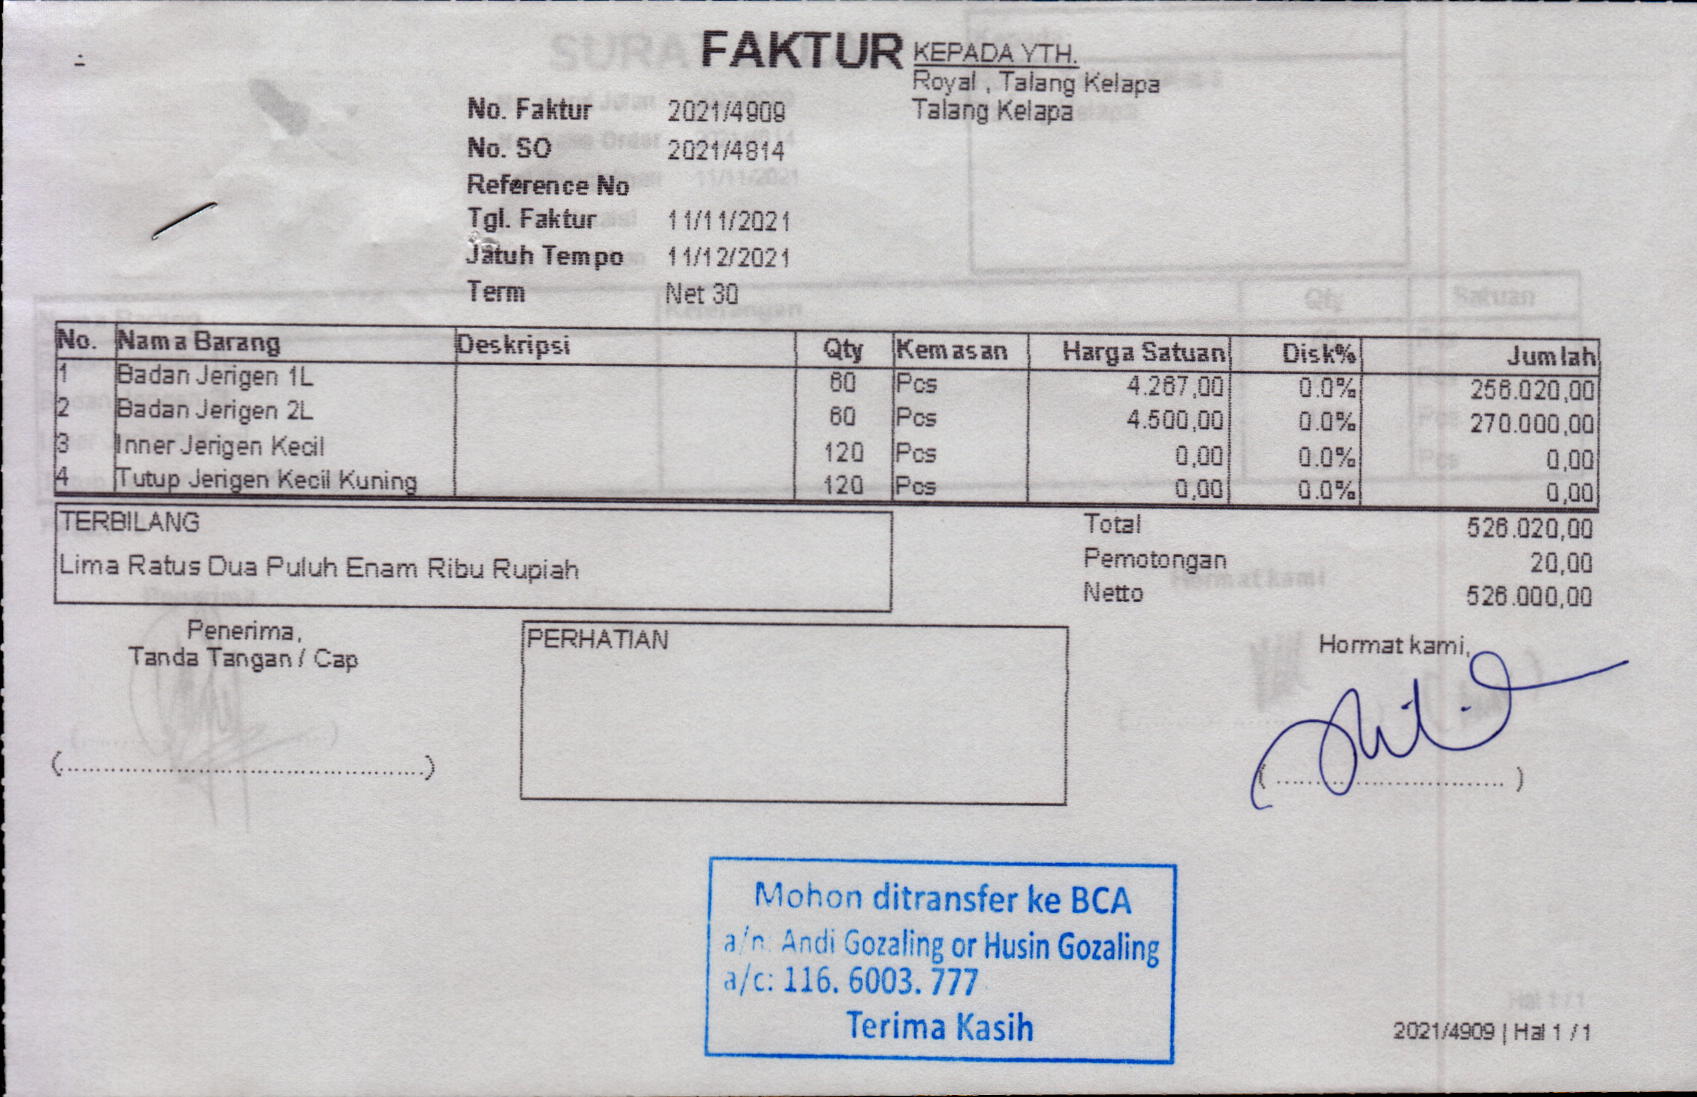 FAKTUR
KEPADA YTH.
Royal , Talang Kelapa
Talang Kelapa
No. Faktur 2021/4909
No. SO 2021/4814
Reference No
Tgl. Faktur 11/11/2021
Jatuh Tempo 11/12/2021
Term Net 30
No. Nama Barang Deskripsi Qty Kemasan Harga Satuan Disk% Jumlah
1 Badan Jerigen 1L 60 Pcs 4.267,00 0.0% 256.020,00
2 Badan Jerigen 2L 60 Pcs 4.500,00 0.0% 270.000,00
3 Inner Jerigen Kecil 120 Pcs 0,00 0.0% 0,00
4 Tutup Jerigen Kecil Kuning 120 Pcs 0,00 0.0% 0,00
TERBILANG
Lima Ratus Dua Puluh Enam Ribu Rupiah
Total 526.020,00
Pemotongan 20,00
Netto 526.000,00
Penerima,
Tanda Tangan / Cap
(..............................................)
PERHATIAN
Hormat kami,
(..............................)
Mohon ditransfer ke BCA
a/n: Andi Gozaling or Husin Gozaling
a/c: 116. 6003. 777
Terima Kasih
2021/4909 | Hal 1 / 1